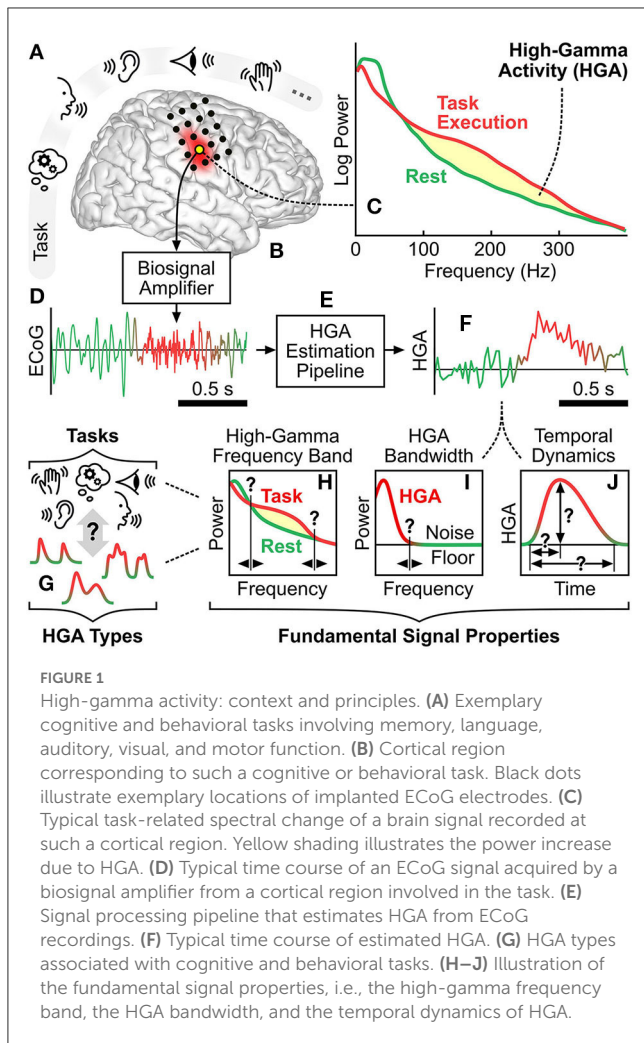 A
Task
B
C
High-Gamma
Activity (HGA)
Task
Execution
Rest
Log Power
0 100 200 300
Frequency (Hz)
Biosignal
Amplifier
D
ECoG
0.5 s
E
HGA
Estimation
Pipeline
F
HGA
0.5 s
Tasks
?
G
HGA Types
High-Gamma
Frequency Band
H
Power
?
Task
Rest
?
Frequency
HGA
Bandwidth
I
Power
HGA
?
Noise
Floor
Frequency
Temporal
Dynamics
J
HGA
?
?
?
Time
Fundamental Signal Properties
FIGURE 1
High-gamma activity: context and principles. (A) Exemplary
cognitive and behavioral tasks involving memory, language,
auditory, visual, and motor function. (B) Cortical region
corresponding to such a cognitive or behavioral task. Black dots
illustrate exemplary locations of implanted ECoG electrodes. (C)
Typical task-related spectral change of a brain signal recorded at
such a cortical region. Yellow shading illustrates the power increase
due to HGA. (D) Typical time course of an ECoG signal acquired by a
biosignal amplifier from a cortical region involved in the task. (E)
Signal processing pipeline that estimates HGA from ECoG
recordings. (F) Typical time course of estimated HGA. (G) HGA types
associated with cognitive and behavioral tasks. (H–J) Illustration of
the fundamental signal properties, i.e., the high-gamma frequency
band, the HGA bandwidth, and the temporal dynamics of HGA.